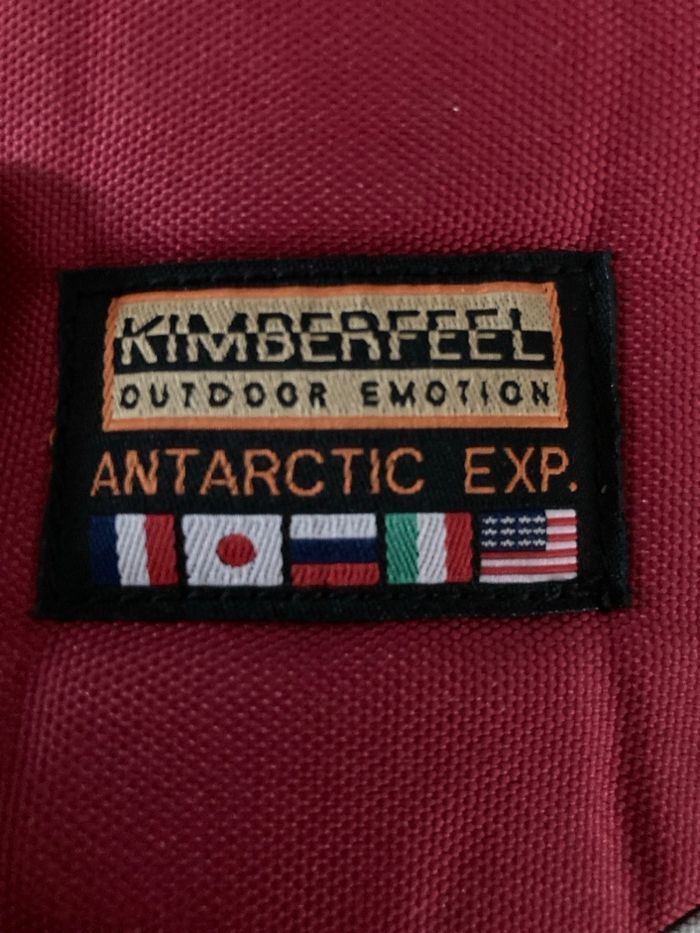 KIMBERFEEL
OUTDOOR EMOTION
ANTARCTIC EXP.